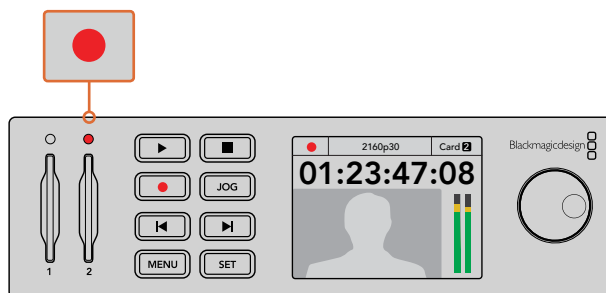 2160p30
Card 2
Blackmagicdesign
01:23:47:08
JOG
MENU
SET
1
2